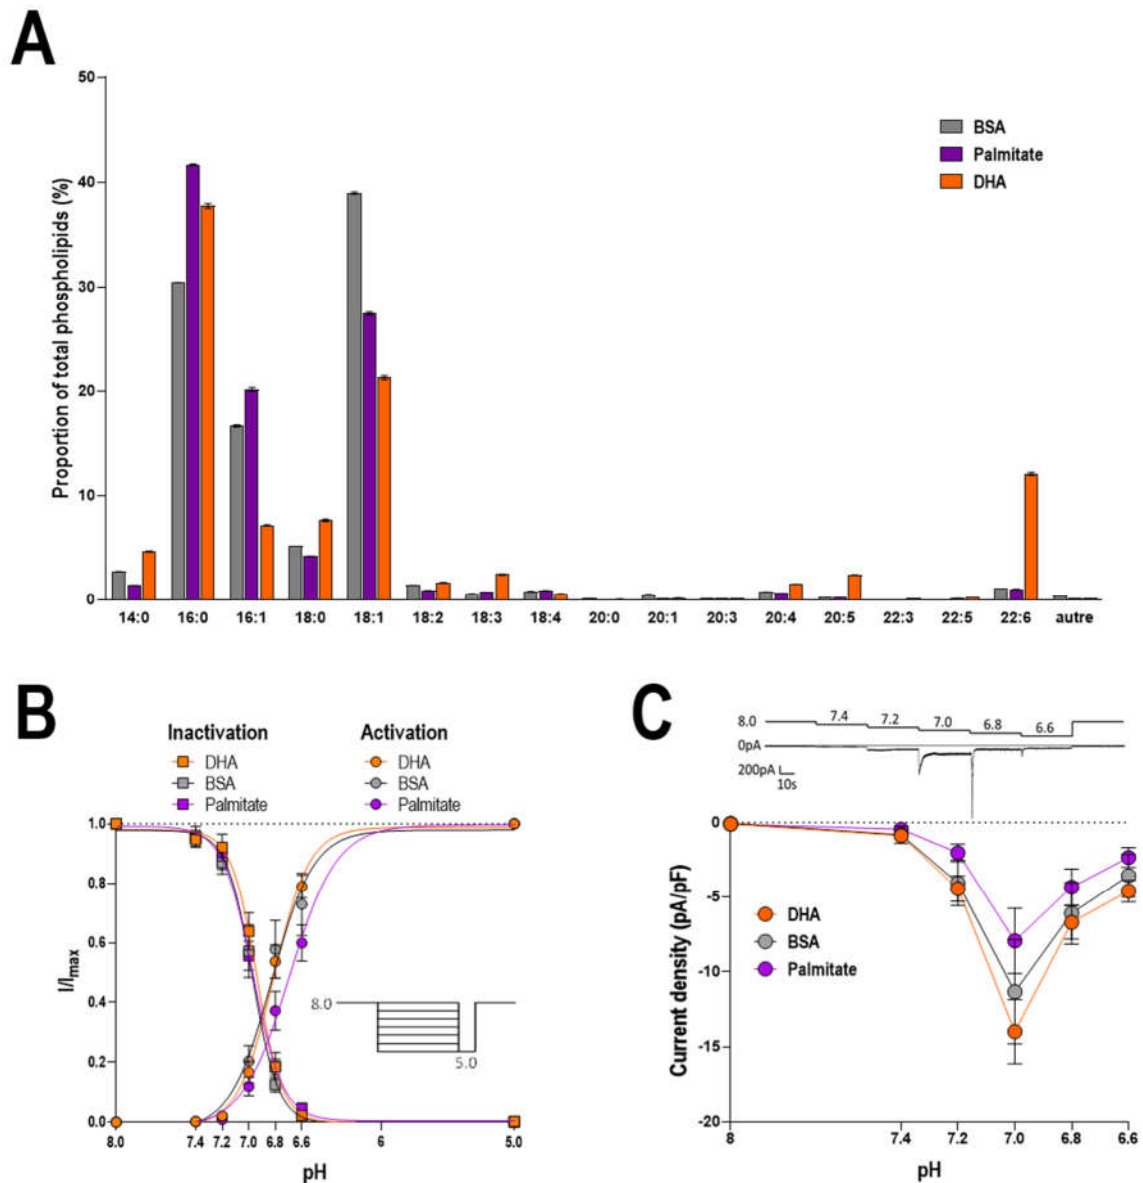 A
Proportion of total phospholipids (%)
50
40
30
20
10
0
BSA
Palmitate
DHA
14:0 16:0 16:1 18:0 18:1 18:2 18:3 18:4 20:0 20:1 20:3 20:4 20:5 22:3 22:5 22:6 autre
B
Inactivation Activation
DHA DHA
BSA BSA
Palmitate Palmitate
I/Imax
1.0
0.8
0.6
0.4
0.2
0.0
8.0
5.0
8.0 7.4 7.2 7.0 6.8 6.6 6 5.0
pH
C
8.0 7.4 7.2 7.0 6.8 6.6
0pA
200pA
10s
Current density (pA/pF)
0
-5
-10
-15
-20
DHA
BSA
Palmitate
8 7.4 7.2 7.0 6.8 6.6
pH